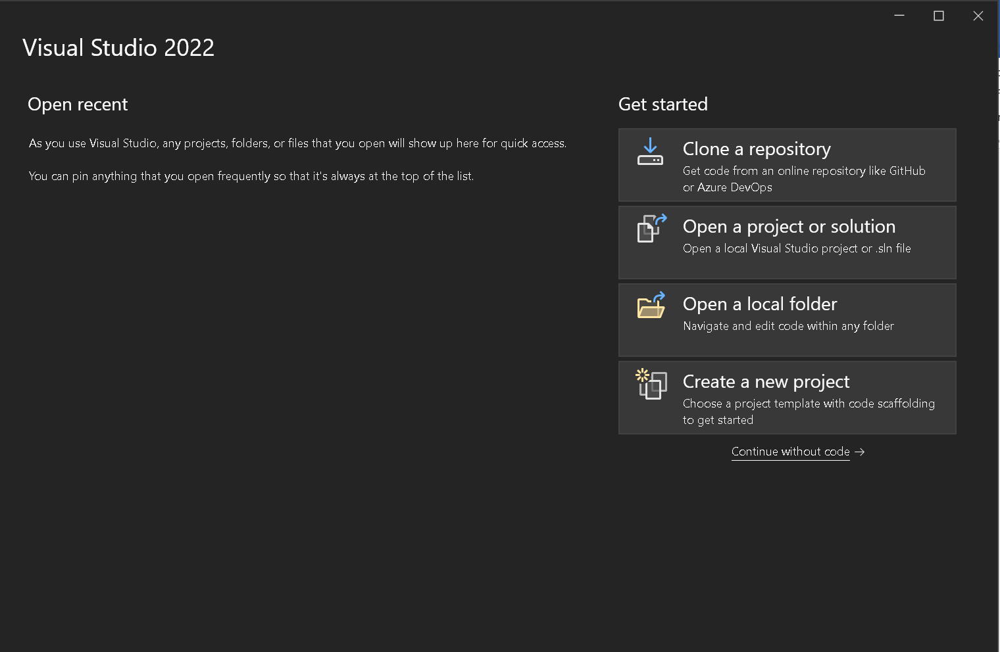 Visual Studio 2022
Open recent
As you use Visual Studio, any projects, folders, or files that you open will show up here for quick access.
You can pin anything that you open frequently so that it's always at the top of the list.
Get started
Clone a repository
Get code from an online repository like GitHub
or Azure DevOps
Open a project or solution
Open a local Visual Studio project or .sln file
Open a local folder
Navigate and edit code within any folder
Create a new project
Choose a project template with code scaffolding
to get started
Continue without code →